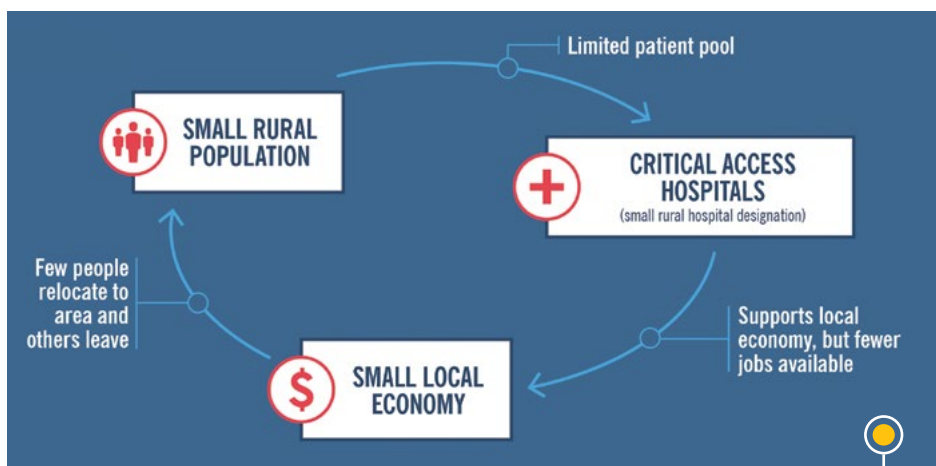 Limited patient pool
SMALL RURAL
POPULATION
CRITICAL ACCESS
HOSPITALS
(small rural hospital designation)
Few people
relocate to
area and
others leave
Supports local
economy, but fewer
jobs available
$
SMALL LOCAL
ECONOMY